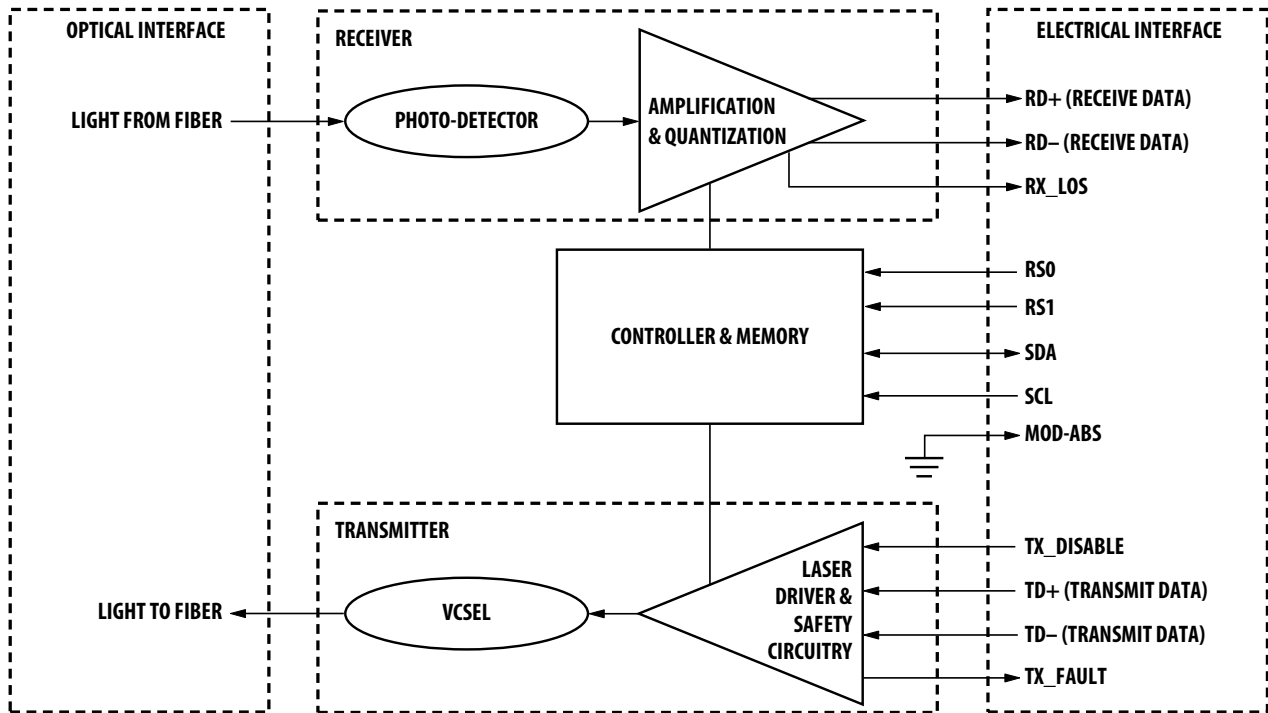 OPTICAL INTERFACE
LIGHT FROM FIBER
LIGHT TO FIBER
RECEIVER
PHOTO-DETECTOR
AMPLIFICATION
& QUANTIZATION
CONTROLLER & MEMORY
TRANSMITTER
VCSEL
LASER
DRIVER &
SAFETY
CIRCUITRY
ELECTRICAL INTERFACE
RD+ (RECEIVE DATA)
RD– (RECEIVE DATA)
RX_LOS
RS0
RS1
SDA
SCL
MOD-ABS
TX_DISABLE
TD+ (TRANSMIT DATA)
TD– (TRANSMIT DATA)
TX_FAULT